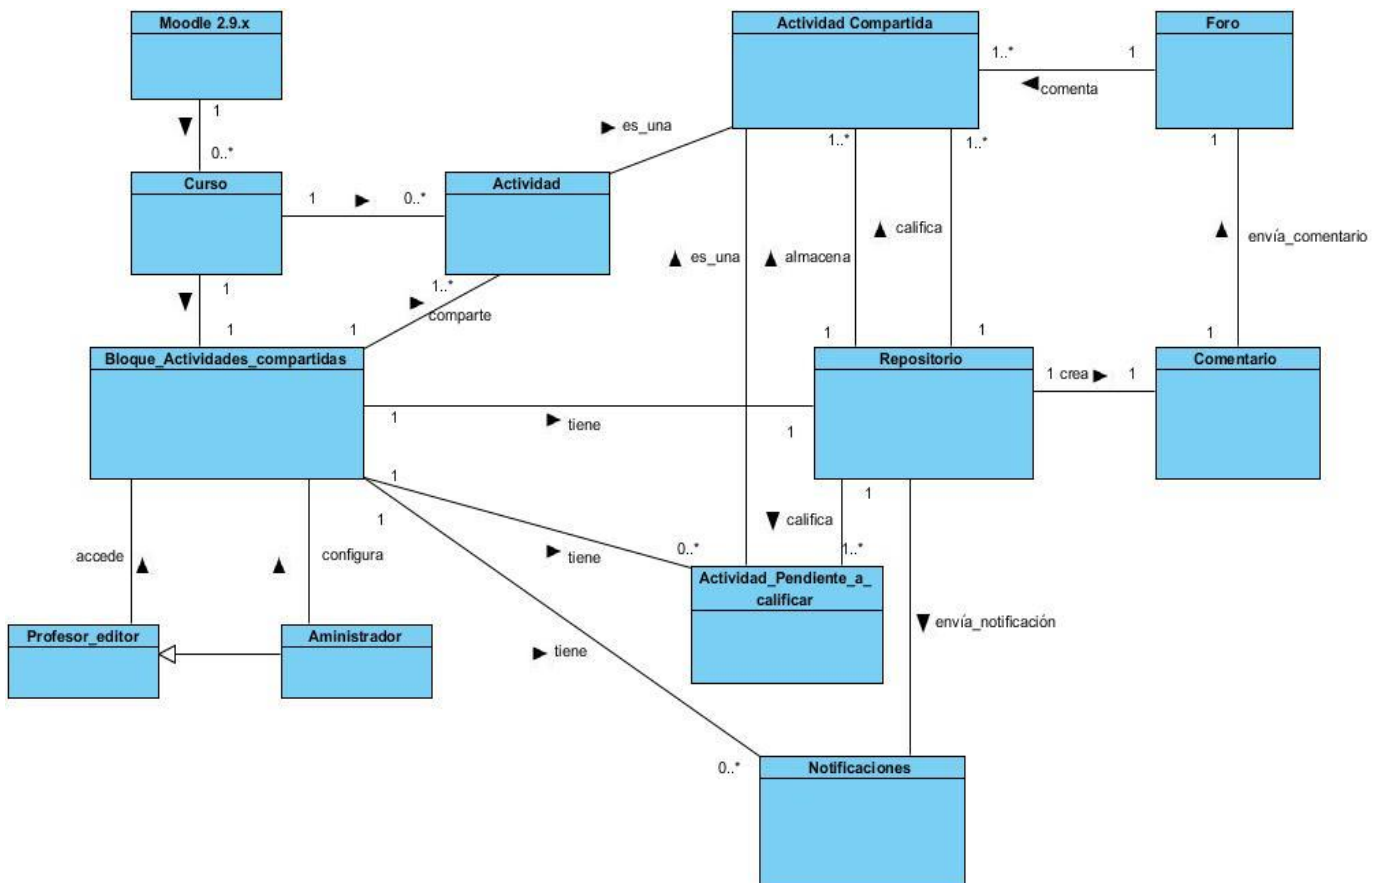 Moodle 2.9.x
Actividad Compartida
Foro
1..*
1
comenta
1
0..*
es_una
1..*
1..*
1
Curso
Actividad
1
0..*
califica
envía_comentario
es_una
almacena
1
1..*
comparte
1
1
1
1
1
Bloque_Actividades_compartidas
Repositorio
Comentario
1 crea
1
1
tiene
1
1
1
1
califica
accede
configura
tiene
0..*
1..*
Actividad_Pendiente_a_
calificar
envía_notificación
Profesor_editor
Aministrador
tiene
0..*
Notificaciones